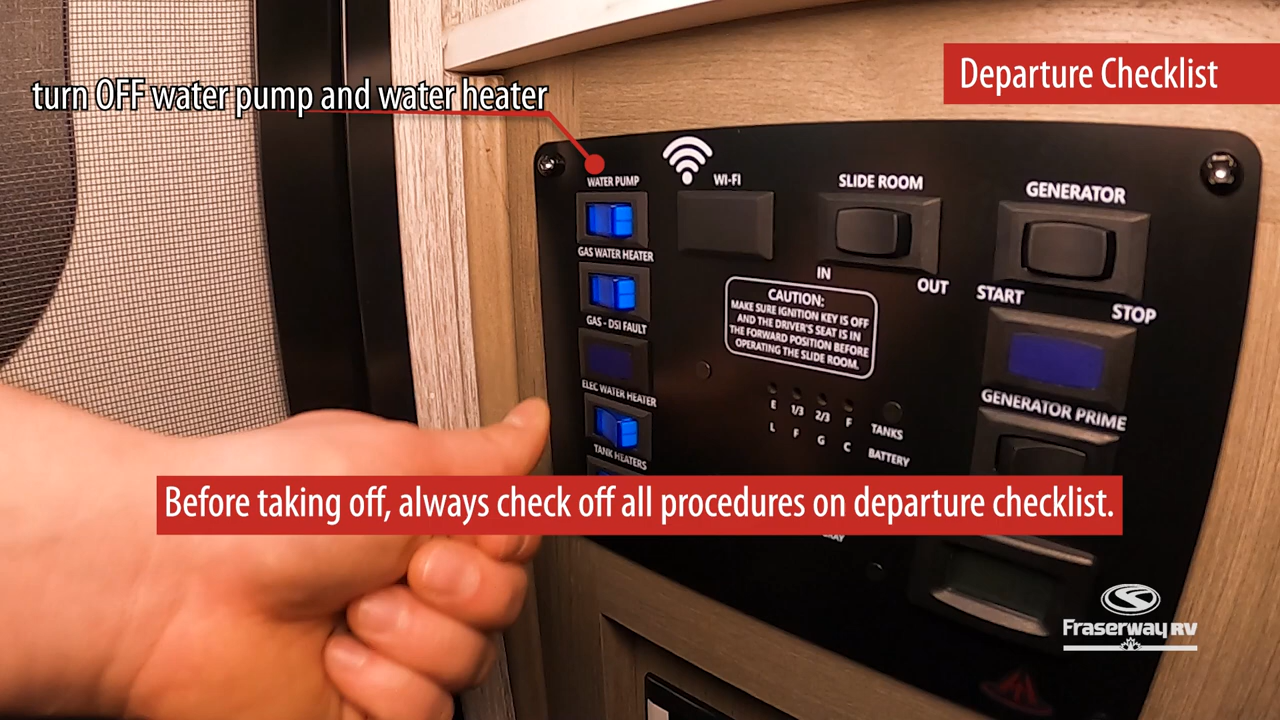 Departure Checklist
turn OFF water pump and water heater
WATER PUMP
WI-FI
SLIDE ROOM
GENERATOR
GAS WATER HEATER
IN
OUT
START
STOP
CAUTION:
MAKE SURE IGNITION KEY IS OFF
AND THE DRIVER'S SEAT IS IN
THE FORWARD POSITION BEFORE
OPERATING THE SLIDE ROOM.
GAS - DSI FAULT
ELEC WATER HEATER
E 1/3 2/3 F TANKS
L F G C BATTERY
GENERATOR PRIME
TANK HEATERS
Before taking off, always check off all procedures on departure checklist.
Fraserway RV